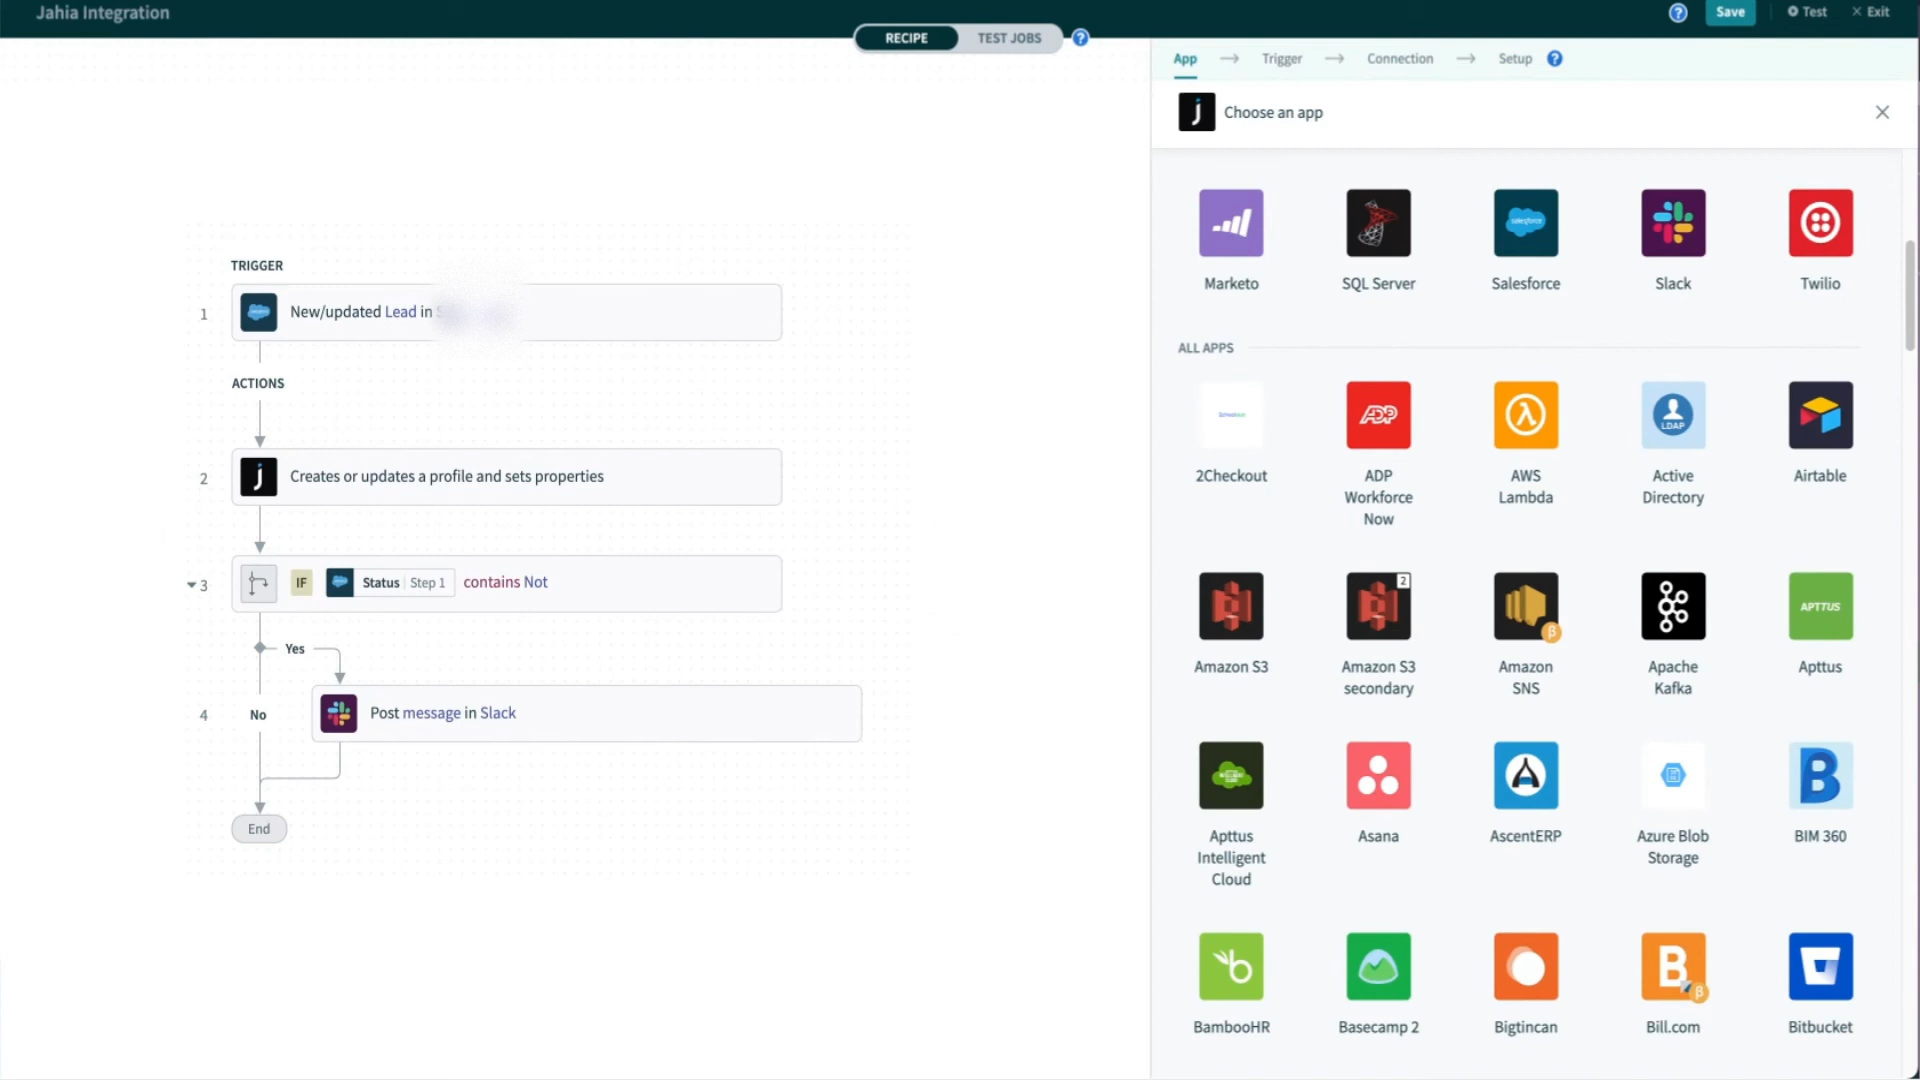 Jahia Integration
Save
Test
Exit
RECIPE
TEST JOBS
App
Trigger
Connection
Setup
Choose an app
Marketo
SQL Server
Salesforce
Slack
Twilio
ALL APPS
2Checkout
ADP
Workforce
Now
AWS
Lambda
LDAP
Active
Directory
Airtable
Amazon S3
2
Amazon S3
secondary
β
Amazon
SNS
Apache
Kafka
APTTUS
Apttus
Apttus
Intelligent
Cloud
Asana
AscentERP
Azure Blob
Storage
BIM 360
BambooHR
Basecamp 2
Bigtincan
β
Bill.com
Bitbucket
TRIGGER
1
New/updated Lead in
ACTIONS
2
Creates or updates a profile and sets properties
3
IF
Status
Step 1
contains Not
Yes
4
No
Post message in Slack
End